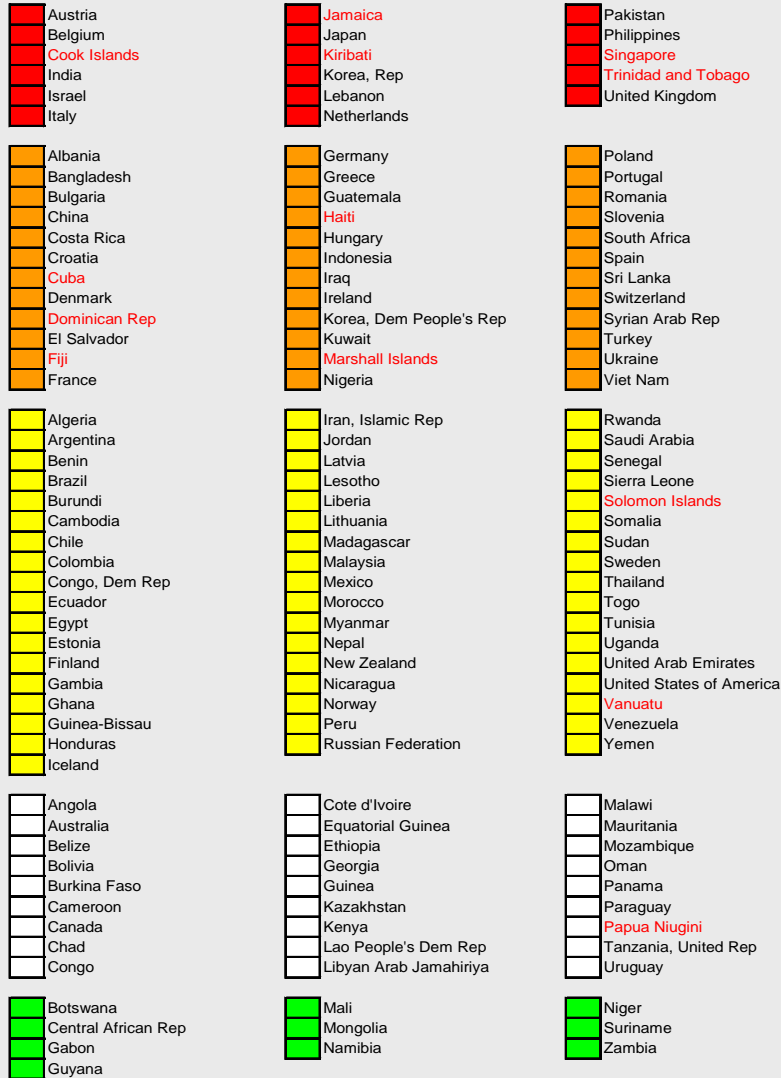 Austria
Belgium
Cook Islands
India
Israel
Italy
Jamaica
Japan
Kiribati
Korea, Rep
Lebanon
Netherlands
Pakistan
Philippines
Singapore
Trinidad and Tobago
United Kingdom
Albania
Bangladesh
Bulgaria
China
Costa Rica
Croatia
Cuba
Denmark
Dominican Rep
El Salvador
Fiji
France
Germany
Greece
Guatemala
Haiti
Hungary
Indonesia
Iraq
Ireland
Korea, Dem People's Rep
Kuwait
Marshall Islands
Nigeria
Poland
Portugal
Romania
Slovenia
South Africa
Spain
Sri Lanka
Switzerland
Syrian Arab Rep
Turkey
Ukraine
Viet Nam
Algeria
Argentina
Benin
Brazil
Burundi
Cambodia
Chile
Colombia
Congo, Dem Rep
Ecuador
Egypt
Estonia
Finland
Gambia
Ghana
Guinea-Bissau
Honduras
Iceland
Iran, Islamic Rep
Jordan
Latvia
Lesotho
Liberia
Lithuania
Madagascar
Malaysia
Mexico
Morocco
Myanmar
Nepal
New Zealand
Nicaragua
Norway
Peru
Russian Federation
Rwanda
Saudi Arabia
Senegal
Sierra Leone
Solomon Islands
Somalia
Sudan
Sweden
Thailand
Togo
Tunisia
Uganda
United Arab Emirates
United States of America
Vanuatu
Venezuela
Yemen
Angola
Australia
Belize
Bolivia
Burkina Faso
Cameroon
Canada
Chad
Congo
Cote d'Ivoire
Equatorial Guinea
Ethiopia
Georgia
Guinea
Kazakhstan
Kenya
Lao People's Dem Rep
Libyan Arab Jamahiriya
Malawi
Mauritania
Mozambique
Oman
Panama
Paraguay
Papua Niugini
Tanzania, United Rep
Uruguay
Botswana
Central African Rep
Gabon
Guyana
Mali
Mongolia
Namibia
Niger
Suriname
Zambia